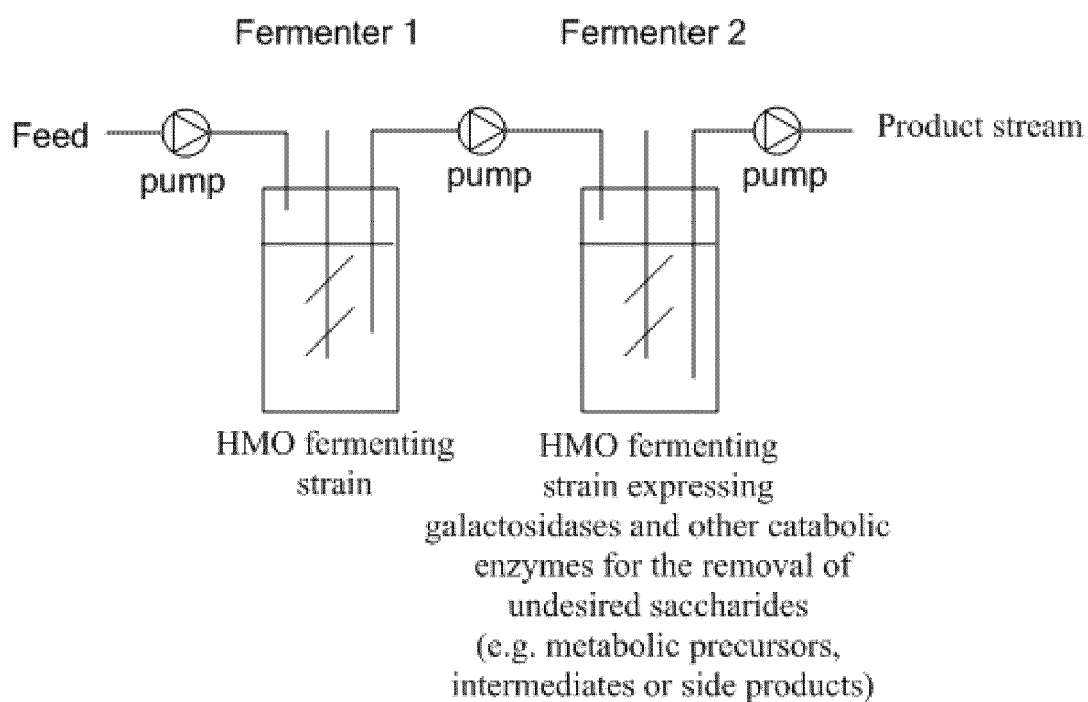 Fermenter 1
Fermenter 2
Feed
pump
pump
pump
Product stream
HMO fermenting
strain
HMO fermenting
strain expressing
galactosidases and other catabolic
enzymes for the removal of
undesired saccharides
(e.g. metabolic precursors,
intermediates or side products)